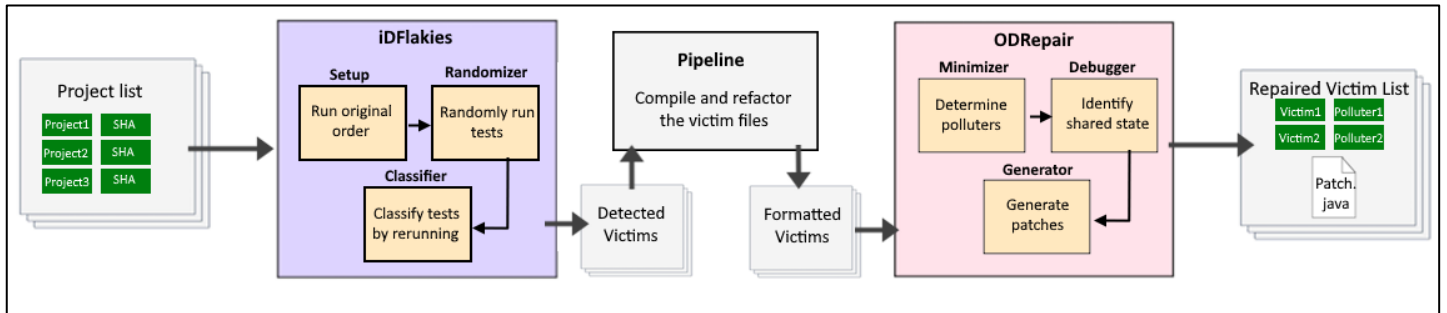 Project list
Project1 SHA
Project2 SHA
Project3 SHA
iDFlakies
Setup
Run original
order
Randomizer
Randomly run
tests
Classifier
Classify tests
by rerunning
Detected
Victims
Pipeline
Compile and refactor
the victim files
Formatted
Victims
ODRepair
Minimizer
Determine
polluters
Debugger
Identify
shared state
Generator
Generate
patches
Repaired Victim List
Victim1 Polluter1
Victim2 Polluter2
Patch.
java